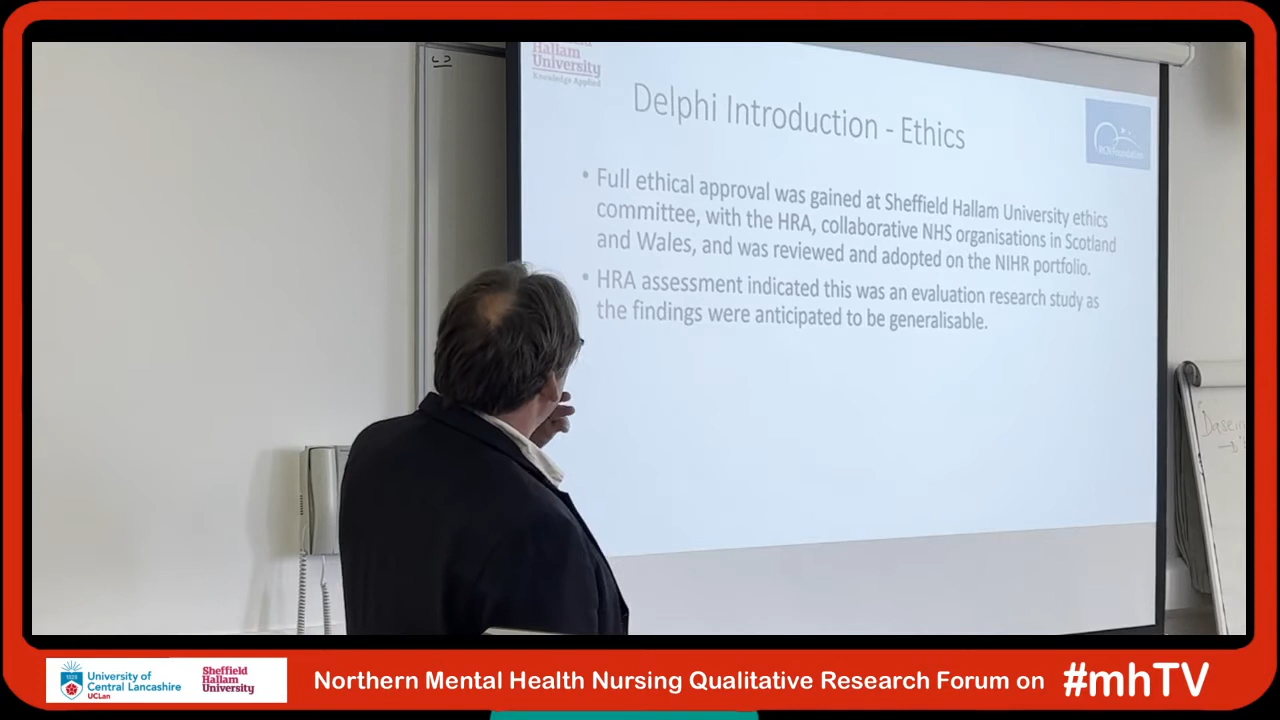 Hallam
University
Knowledge Applied
Delphi Introduction - Ethics
RCN Foundation
• Full ethical approval was gained at Sheffield Hallam University ethics
committee, with the HRA, collaborative NHS organisations in Scotland
and Wales, and was reviewed and adopted on the NIHR portfolio.
• HRA assessment indicated this was an evaluation research study as
the findings were anticipated to be generalisable.
Dasein
University of
Central Lancashire
UCLan
Sheffield
Hallam
University
Northern Mental Health Nursing Qualitative Research Forum on #mhTV